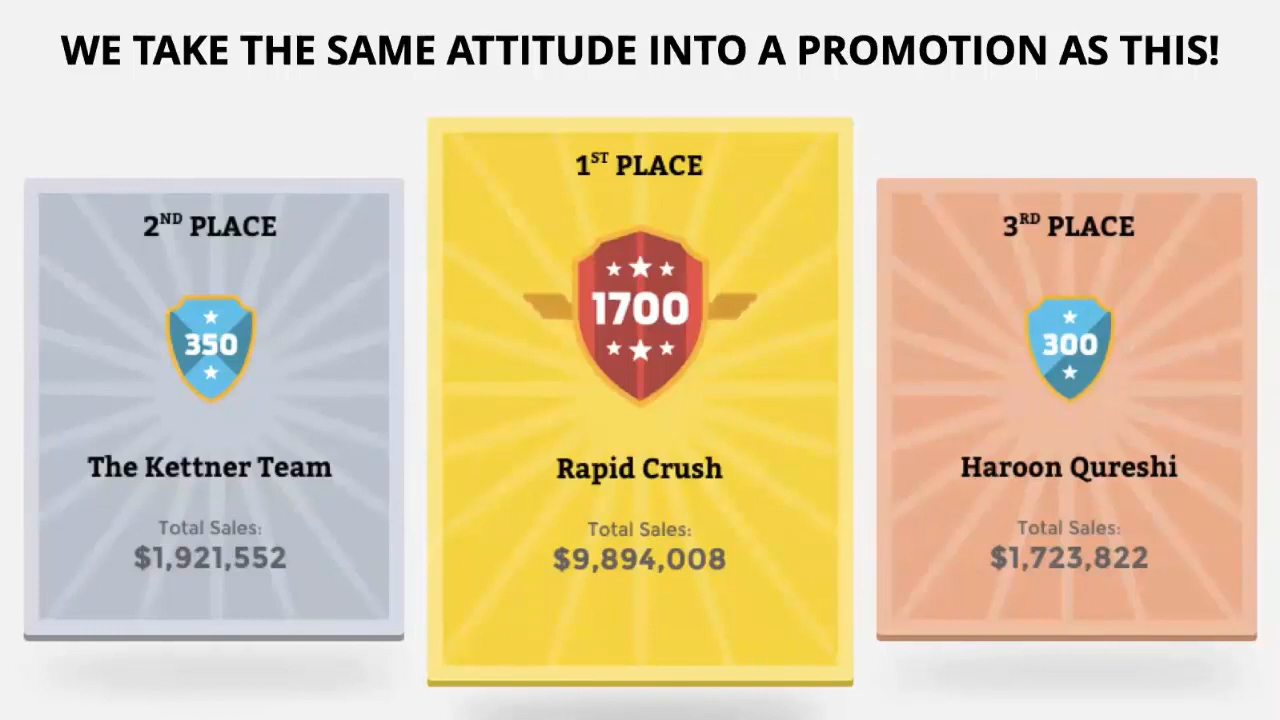 WE TAKE THE SAME ATTITUDE INTO A PROMOTION AS THIS!
2ND PLACE
350
The Kettner Team
Total Sales:
$1,921,552
1ST PLACE
1700
Rapid Crush
Total Sales:
$9,894,008
3RD PLACE
300
Haroon Qureshi
Total Sales:
$1,723,822